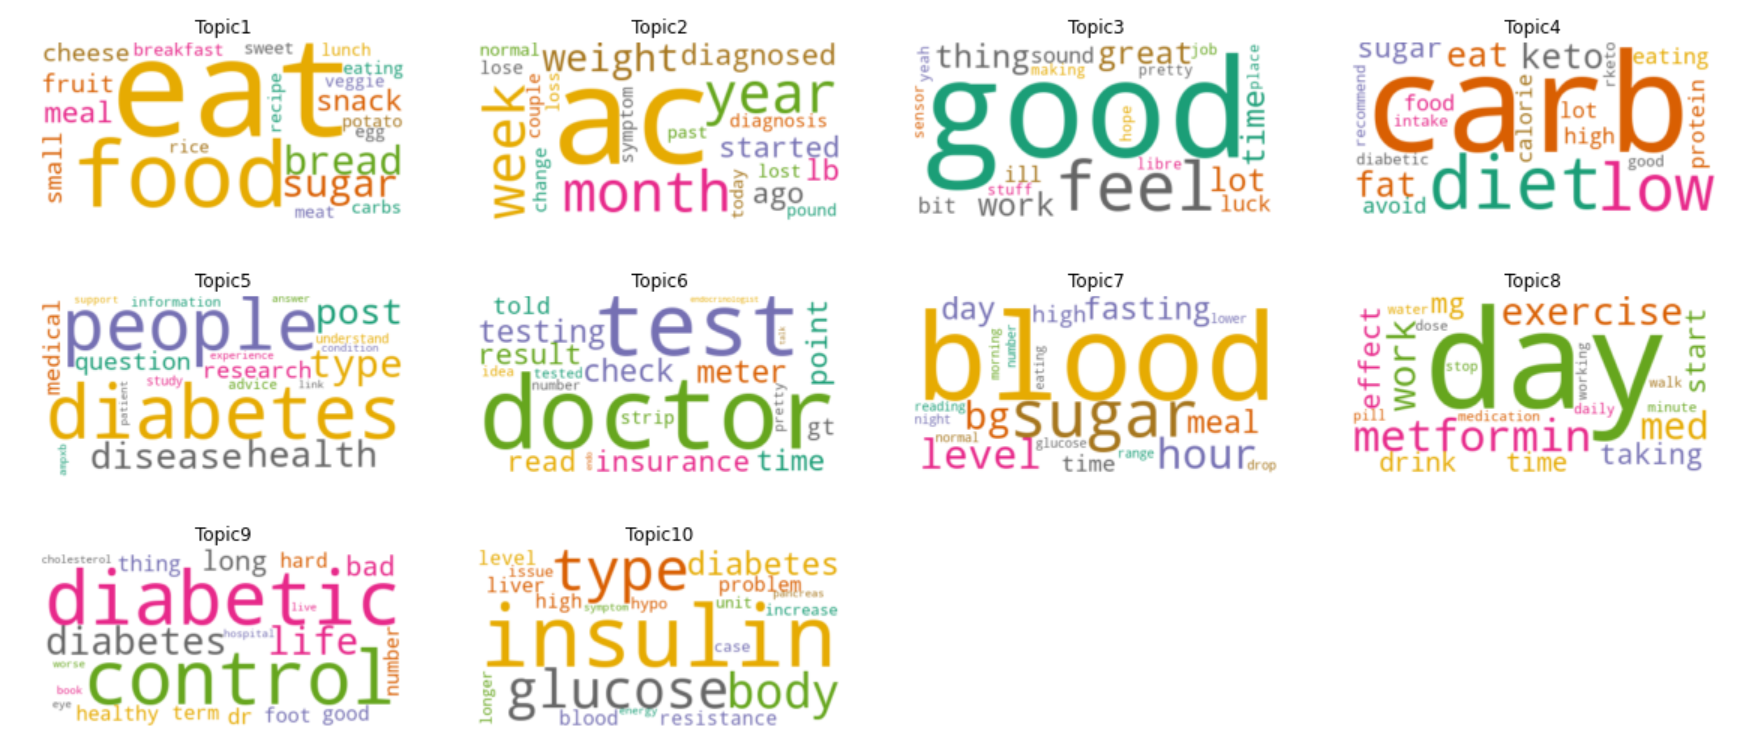 Topic1
cheese breakfast sweet lunch
eat
fruit eating
veggie
meal recipe snack
potato
egg
rice
small food bread
sugar
meat carbs
Topic2
normal weight diagnosed
lose
week change couple loss ac year
symptom past diagnosis
started
lost lb
month today ago
pound
Topic3
yeah thing sound great job
making pretty place
sensor good hope time
libre
ill feel lot
stuff
bit work luck
Topic4
sugar eat keto rketo eating
recommend carb
food lot
intake calorie high protein
diabetic good
fat diet low
avoid
Topic5
support information answer
medical people post
understand
question condition
experience
research type
study advice link
diabetes patient
ampxb disease health
Topic6
told endocrinologist
testing test talk point
result
idea tested check meter
number
doctor strip pretty gt
read endo insurance time
Topic7
day high fasting lower
blood morning number eating
reading
night bg sugar meal
normal
level glucose range hour
time drop
Topic8
water mg exercise
effect dose work day start
stop working walk
pill medication daily minute
metformin med
drink time taking
Topic9
cholesterol thing long hard bad
diabetic live
diabetes hospital life
worse control number
book
eye
healthy term dr foot good
Topic10
level type diabetes
issue
liver problem
pancreas
high symptom hypo unit increase
insulin
case
longer glucose body
blood energy resistance